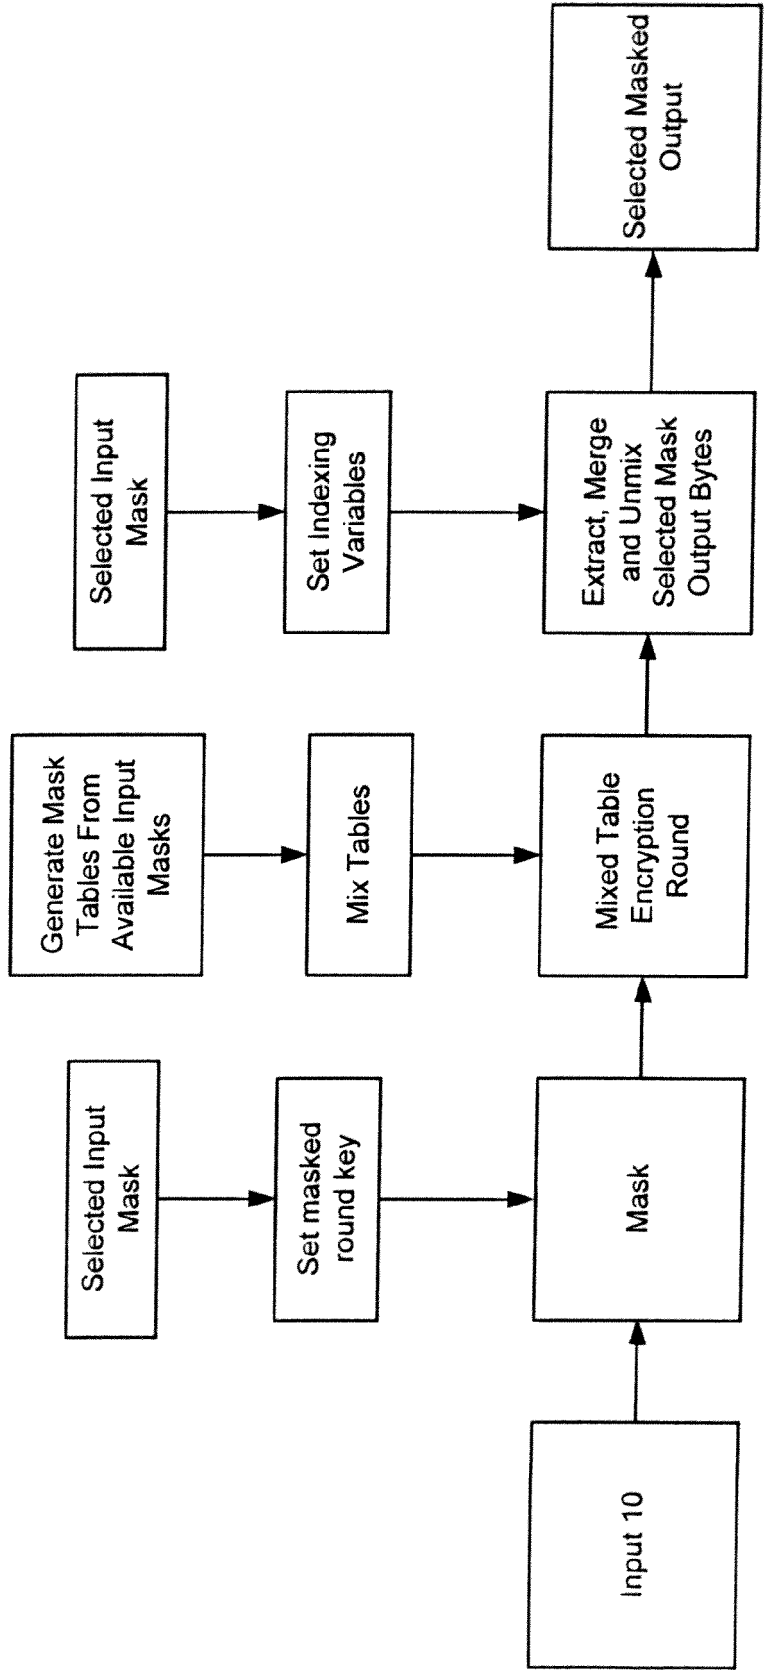 Selected Input
Mask
Generate Mask
Tables From
Available Input
Masks
Selected Input
Mask
Set masked
round key
Mix Tables
Set Indexing
Variables
Input 10
Mask
Mixed Table
Encryption
Round
Extract, Merge
and Unmix
Selected Mask
Output Bytes
Selected Masked
Output